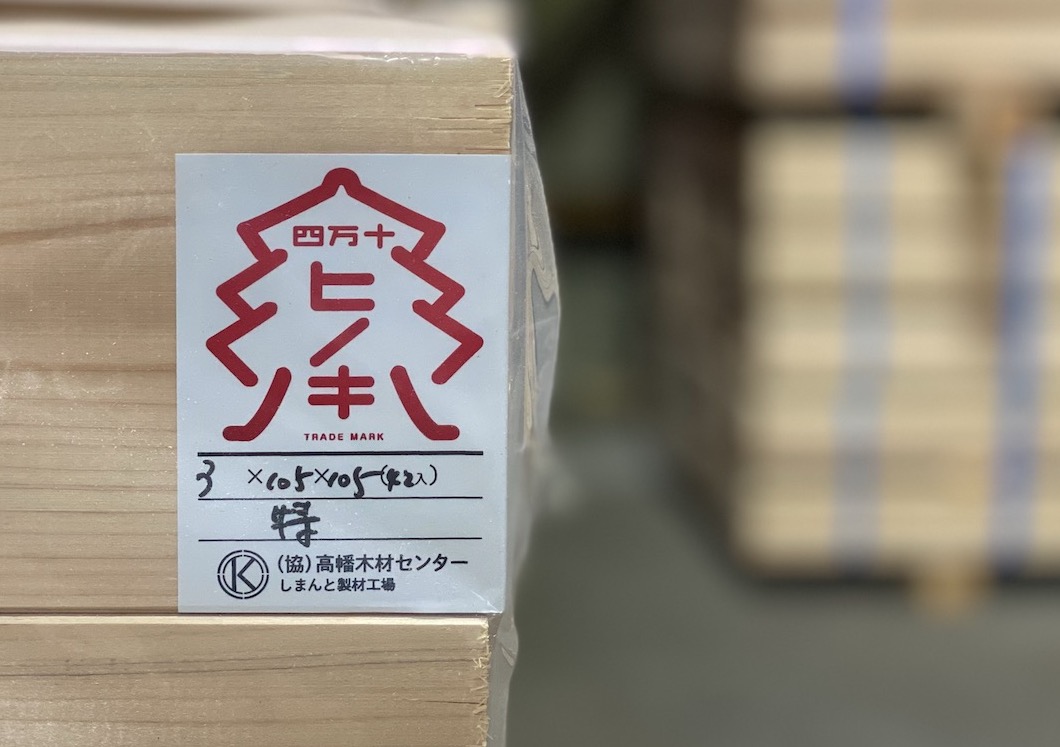 四万十
ヒノキ
TRADE MARK
3 ×105×105(42入)
特
K (協)高幡木材センター
しまんと製材工場